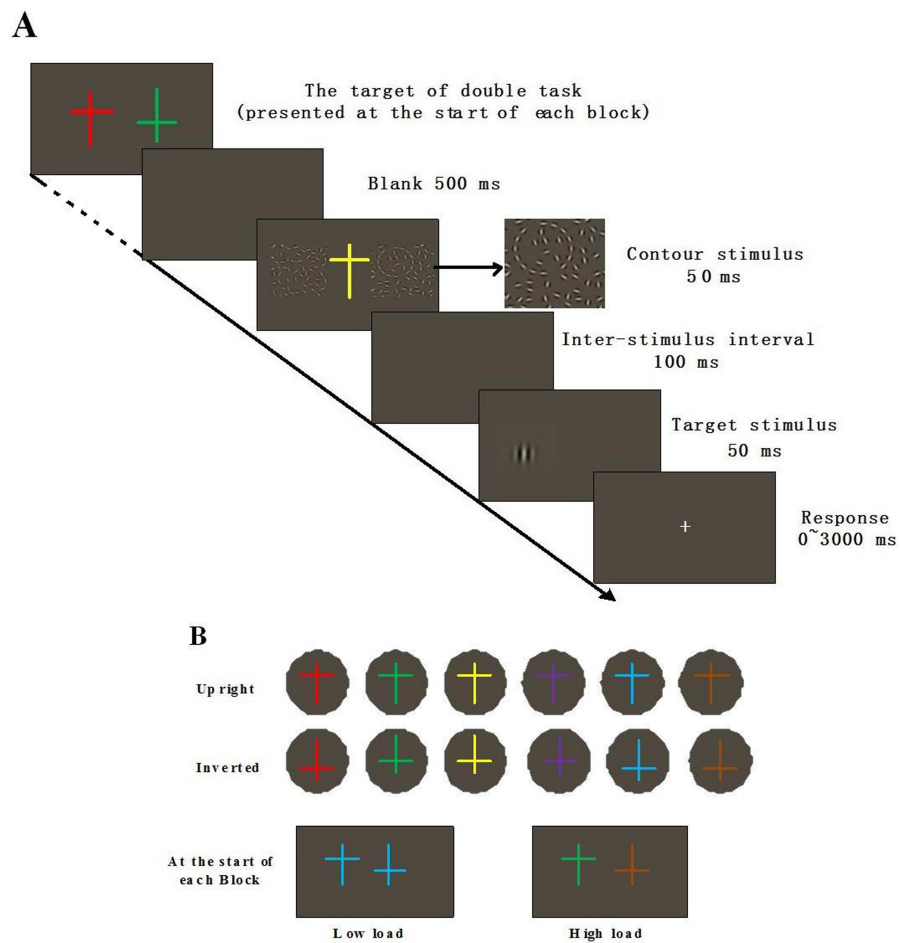 A
The target of double task
(presented at the start of each block)
Blank 500 ms
Contour stimulus
50 ms
Inter-stimulus interval
100 ms
Target stimulus
50 ms
Response
0~3000 ms
B
Upright
Inverted
At the start of
each Block
Low load
High load